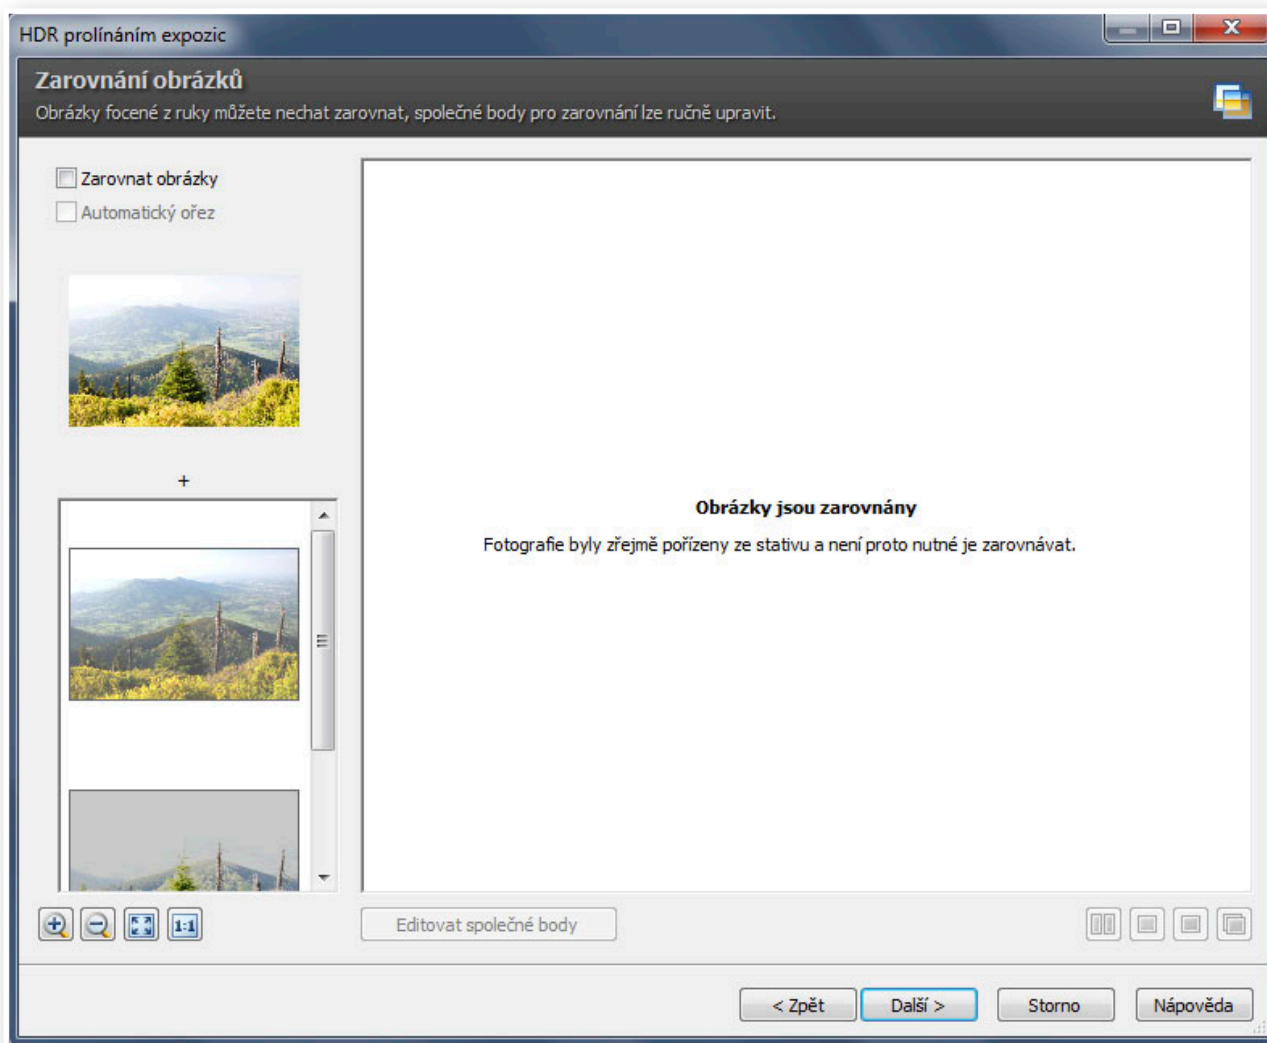 HDR prolínáním expozic
Zarovnání obrázků
Obrázky focené z ruky můžete nechat zarovnat, společné body pro zarovnání lze ručně upravit.
Zarovnat obrázky
Automatický ořez
+
Obrázky jsou zarovnány
Fotografie byly zřejmě pořízeny ze stativu a není proto nutné je zarovnávat.
1:1
Editovat společné body
< Zpět
Další >
Storno
Nápověda